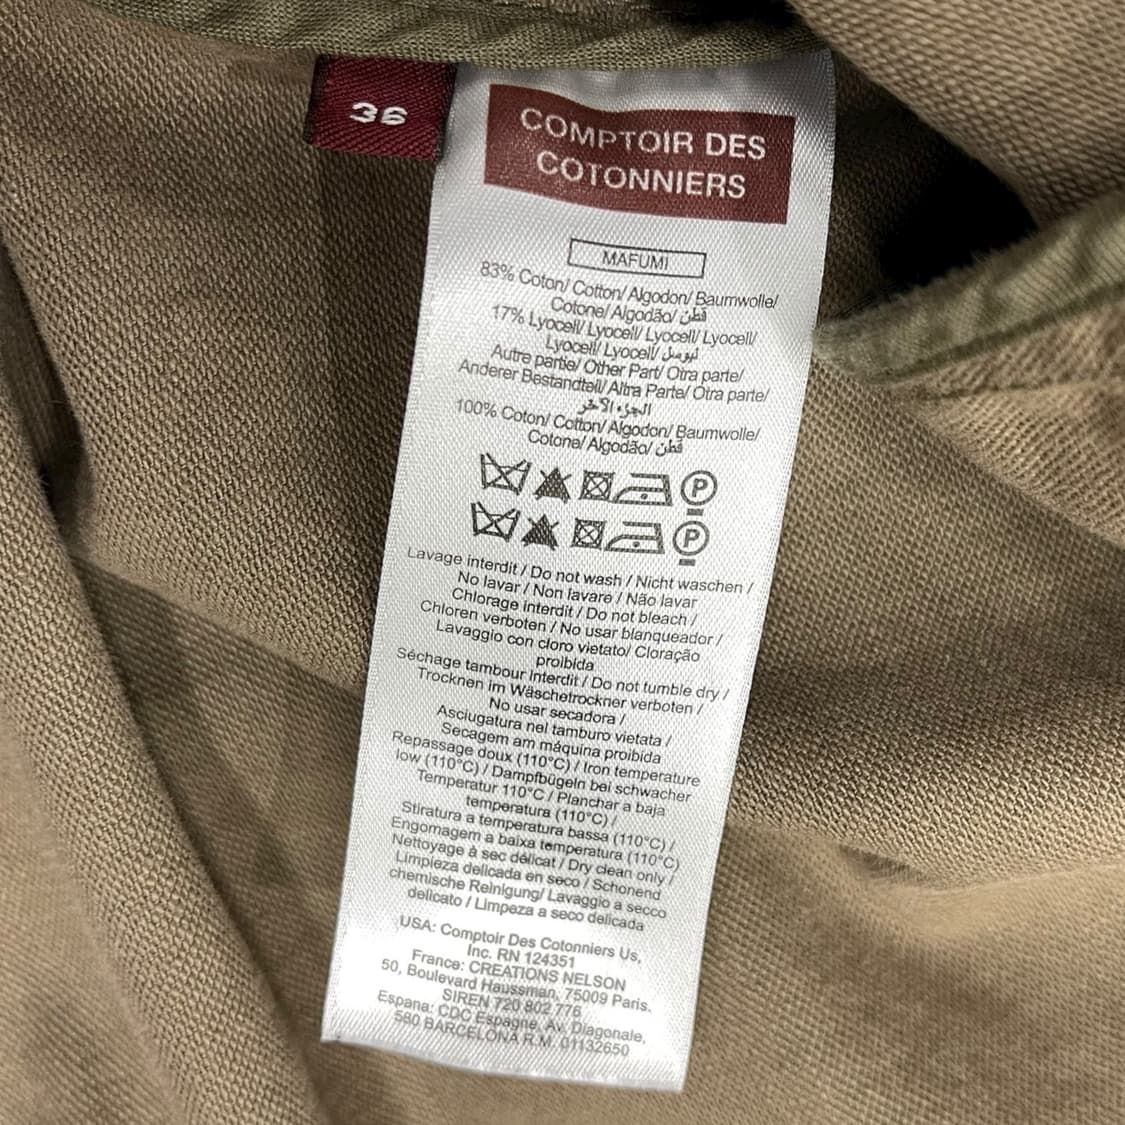 36
COMPTOIR DES
COTONNIERS
MAFUMI
83% Coton/ Cotton/ Algodon/ Baumwolle/
Cotone/ Algodão/ قطن
17% Lyocell/ Lyocell/ Lyocell/ Lyocell/
Lyocell/ Lyocell/
Autre partie/ Other Part/ Otra parte/
Anderer Bestandteil/ Altra Parte/ Otra parte/
الجزء الآخر
100% Coton/ Cotton/ Algodon/ Baumwolle/
Cotone/ Algodão/ قطن
P
P
Lavage interdit / Do not wash / Nicht waschen /
No lavar / Non lavare / Não lavar
Chlorage interdit / Do not bleach /
Chloren verboten / No usar blanqueador /
Lavaggio con cloro vietato/ Cloração
proibida
Séchage tambour interdit / Do not tumble dry /
Trocknen im Wäschetrockner verboten /
No usar secadora /
Asciugatura nel tamburo vietata /
Secagem am máquina proibida
Repassage doux (110°C) / Iron temperature
low (110°C) / Dampfbügeln bei schwacher
Temperatur 110°C / Planchar a baja
temperatura (110°C) /
Stiratura a temperatura bassa (110°C) /
Engomagem a baixa temperatura (110°C)
Nettoyage à sec délicat / Dry clean only /
Limpieza delicada en seco / Schonend
chemische Reinigung/ Lavaggio a secco
delicato / Limpeza a seco delicada
USA: Comptoir Des Cotonniers Us,
Inc. RN 124351
France: CREATIONS NELSON
50, Boulevard Haussman, 75009 Paris.
SIREN 720 802 776
Espana: CDC Espagne, Av. Diagonale,
580 BARCELONA R.M. 01132650